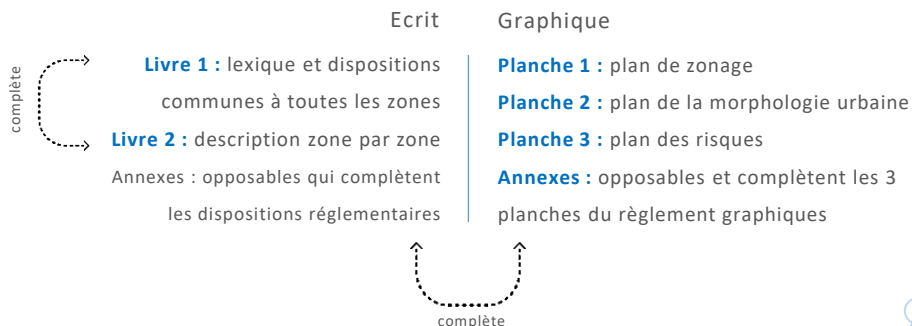 Ecrit
Livre 1 : lexique et dispositions
communes à toutes les zones
Livre 2 : description zone par zone
Annexes : opposables qui complètent
les dispositions réglementaires
complète
Graphique
Planche 1 : plan de zonage
Planche 2 : plan de la morphologie urbaine
Planche 3 : plan des risques
Annexes : opposables et complètent les 3
planches du règlement graphiques
complète